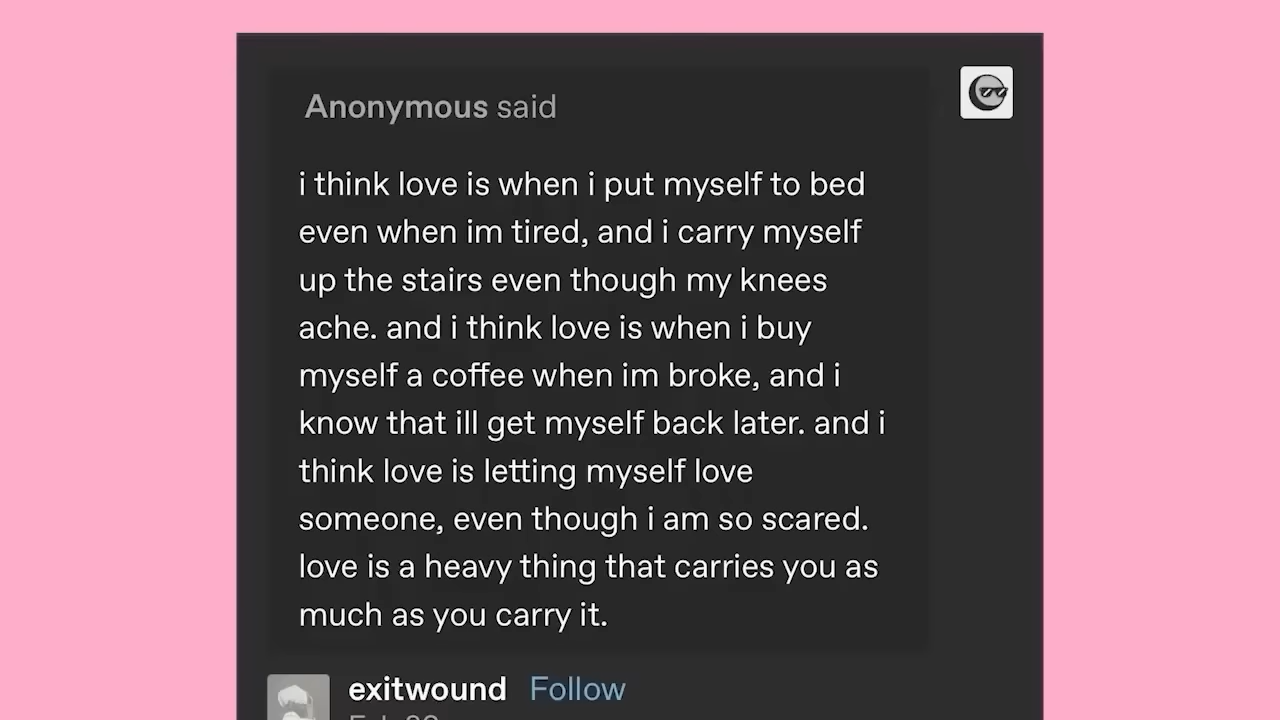 Anonymous said
i think love is when i put myself to bed
even when im tired, and i carry myself
up the stairs even though my knees
ache. and i think love is when i buy
myself a coffee when im broke, and i
know that ill get myself back later. and i
think love is letting myself love
someone, even though i am so scared.
love is a heavy thing that carries you as
much as you carry it.
exitwound Follow